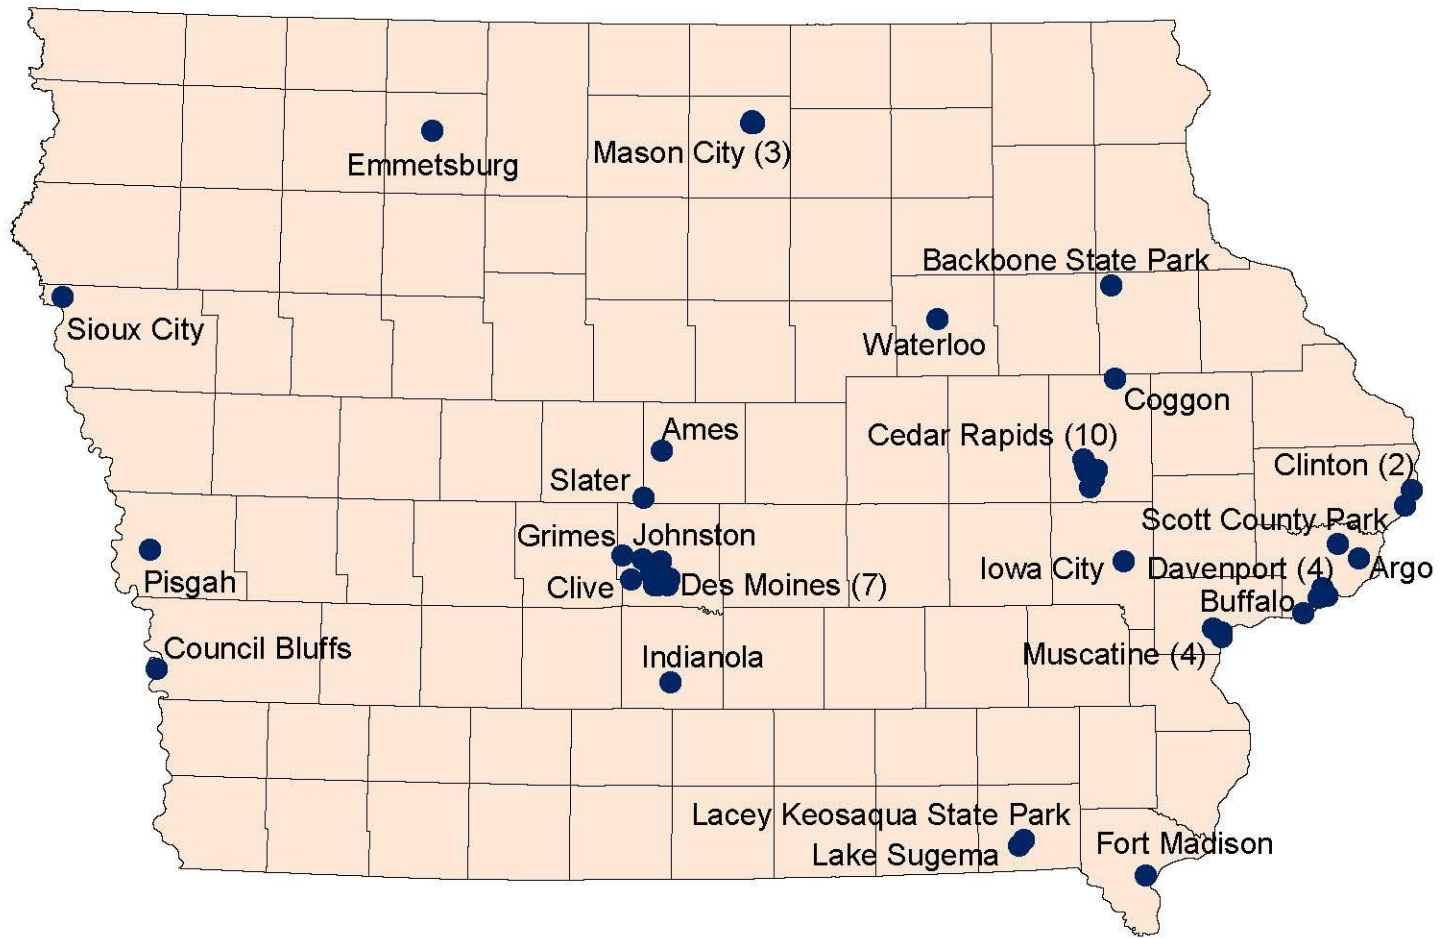 Emmetsburg
Mason City (3)
Backbone State Park
Sioux City
Waterloo
Coggon
Ames
Cedar Rapids (10)
Clinton (2)
Slater
Scott County Park
Grimes
Johnston
Iowa City
Davenport (4)
Argo
Pisgah
Clive
Des Moines (7)
Buffalo
Council Bluffs
Indianola
Muscatine (4)
Lacey Keosaqua State Park
Lake Sugema
Fort Madison